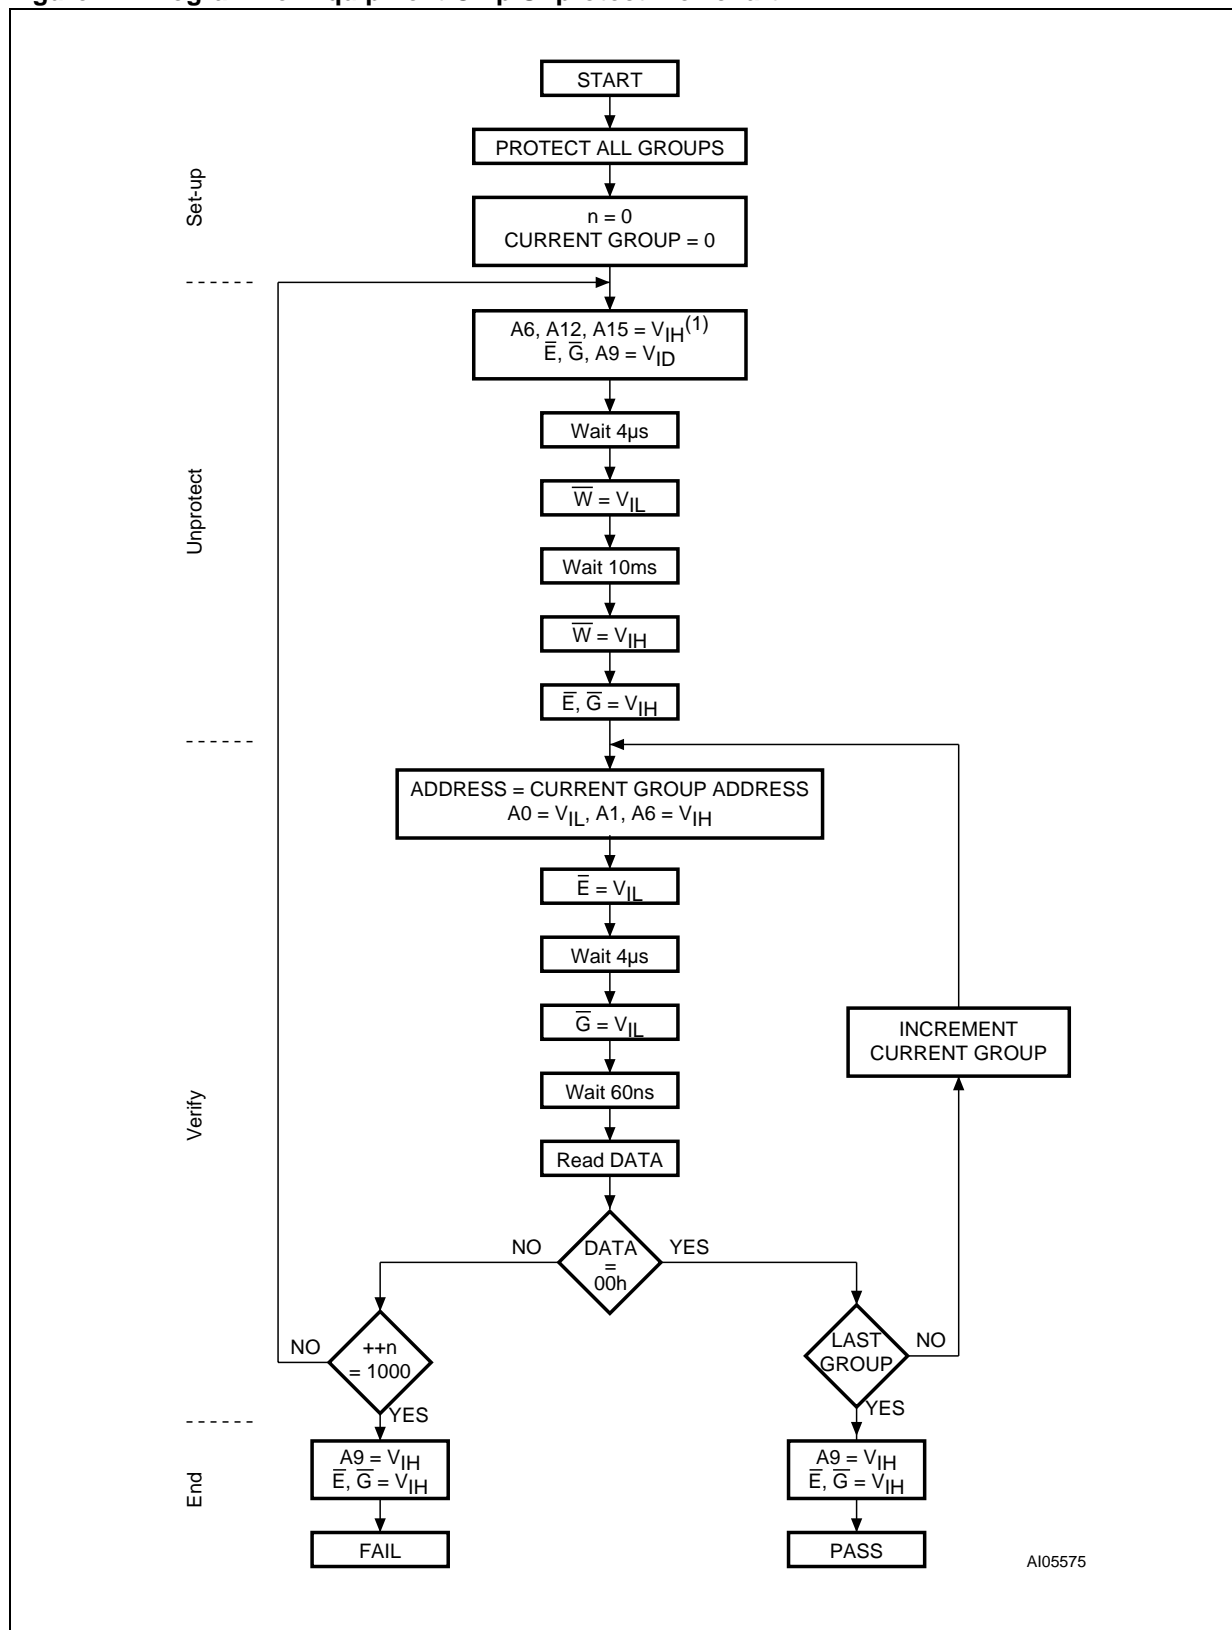 START
PROTECT ALL GROUPS
Set-up
n = 0
CURRENT GROUP = 0
A6, A12, A15 = VIH(1)
E̅, G̅, A9 = VID
Wait 4µs
Unprotect
W̅ = VIL
Wait 10ms
W̅ = VIH
E̅, G̅ = VIH
ADDRESS = CURRENT GROUP ADDRESS
A0 = VIL, A1, A6 = VIH
E̅ = VIL
Wait 4µs
G̅ = VIL
INCREMENT
CURRENT GROUP
Wait 60ns
Verify
Read DATA
NO
DATA
=
00h
YES
NO
++n
= 1000
LAST
GROUP
NO
YES
YES
End
A9 = VIH
E̅, G̅ = VIH
A9 = VIH
E̅, G̅ = VIH
FAIL
PASS
AI05575